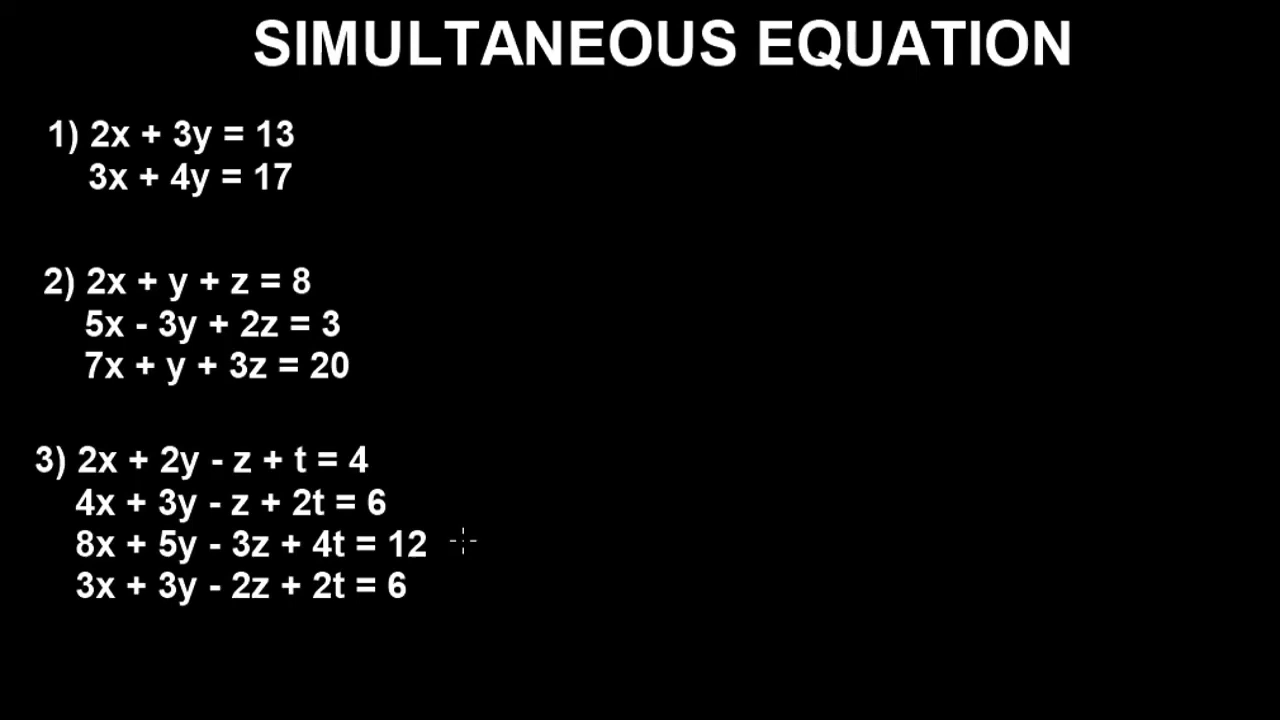 SIMULTANEOUS EQUATION
1) 2x + 3y = 13
3x + 4y = 17
2) 2x + y + z = 8
5x - 3y + 2z = 3
7x + y + 3z = 20
3) 2x + 2y - z + t = 4
4x + 3y - z + 2t = 6
8x + 5y - 3z + 4t = 12
3x + 3y - 2z + 2t = 6